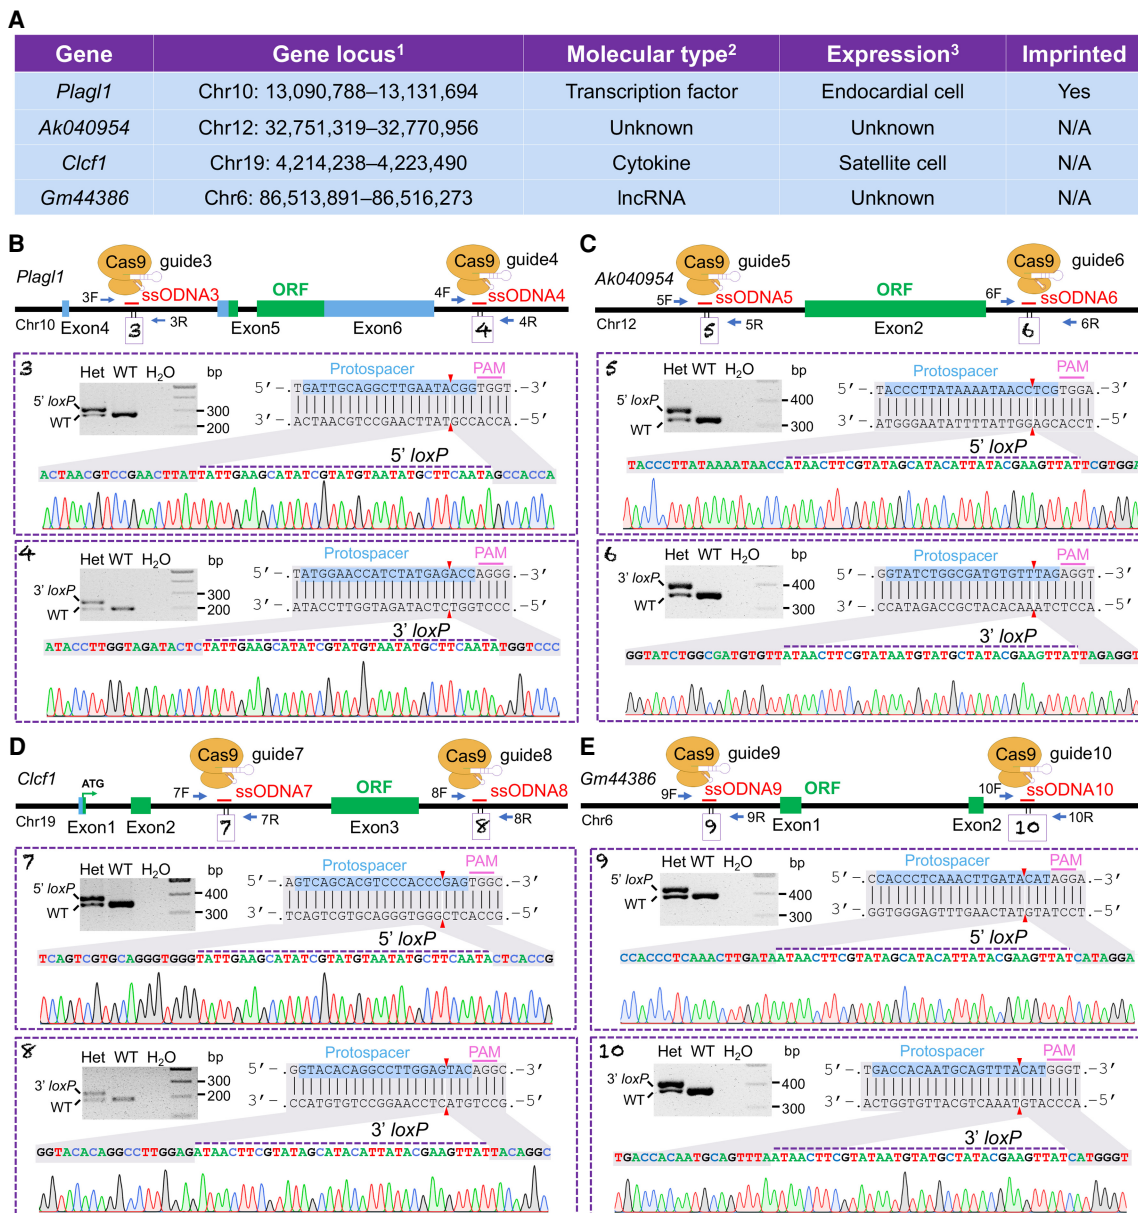 A
Gene Gene locus1 Molecular type2 Expression3 Imprinted
Plagl1 Chr10: 13,090,788–13,131,694 Transcription factor Endocardial cell Yes
Ak040954 Chr12: 32,751,319–32,770,956 Unknown Unknown N/A
Clcf1 Chr19: 4,214,238–4,223,490 Cytokine Satellite cell N/A
Gm44386 Chr6: 86,513,891–86,516,273 lncRNA Unknown N/A
B
Cas9 guide3 Cas9 guide4
Plagl1
3F ssODNA3 ORF 4F ssODNA4
Chr10 Exon4 3 3R Exon5 Exon6 4 4R
3
Het WT H2O bp
5' loxP
WT
300
200
Protospacer PAM
5′ -.TGATTGCAGGCTTGAATACGGTGGT.-3′
3′ -.ACTAACGTCCGAACTTATGCCACCA.-5′
5' loxP
ACTAACGTCCGAACTTATTATTGAAGCATATCGTATGTAATATGCTTCAATAGCCACCA
4
Het WT H2O bp
3' loxP
WT
300
200
Protospacer PAM
5′ -.TATGGAACCATCTATGAGACCAGGG.-3′
3′ -.ATACCTTGGTAGATACTCTGGTCCC.-5′
3' loxP
ATACCTTGGTAGATACTCTATTGAAGCATATCGTATGTAATATGCTTCAATATGGTCCC
C
Cas9 guide5 Cas9 guide6
Ak040954
5F ssODNA5 ORF 6F ssODNA6
Chr12 5 5R Exon2 6 6R
5
Het WT H2O bp
5' loxP
WT
400
300
Protospacer PAM
5′ -.TACCCTTATAAAATAACCTCGTGGA.-3′
3′ -.ATGGGAATATTTTATTGGAGCACCT.-5′
5' loxP
TACCCTTATAAAATAACCATAACTTCGTATAGCATACATTATACGAAGTTATTCGTGGA
6
Het WT H2O bp
3' loxP
WT
400
300
Protospacer PAM
5′ -.GGTATCTGGCGATGTGTTTAGAGGT.-3′
3′ -.CCATAGACCGCTACACAAATCTCCA.-5′
3' loxP
GGTATCTGGCGATGTGTTATAACTTCGTATAATGTATGCTATACGAAGTTATTAGAGGT
D
Cas9 guide7 Cas9 guide8
Clcf1 ATG
7F ssODNA7 ORF 8F ssODNA8
Chr19 Exon1 Exon2 7 7R Exon3 8 8R
7
Het WT H2O bp
5' loxP
WT
400
300
Protospacer PAM
5′ -.AGTCAGCACGTCCCACCCGAGTGGC.-3′
3′ -.TCAGTCGTGCAGGGTGGGCTCACCG.-5′
5' loxP
TCAGTCGTGCAGGGTGGGTATTGAAGCATATCGTATGTAATATGCTTCAATACTCACCG
8
Het WT H2O bp
3' loxP
WT
300
200
Protospacer PAM
5′ -.GGTACACAGGCCTTGGAGTACAGGC.-3′
3′ -.CCATGTGTCCGGAACCTCATGTCCG.-5′
3' loxP
GGTACACAGGCCTTGGAGATAACTTCGTATAGCATACATTATACGAAGTTATTACAGGC
E
Cas9 guide9 Cas9 guide10
Gm44386
9F ssODNA9 ORF 10F ssODNA10
Chr6 9 9R Exon1 Exon2 10 10R
9
Het WT H2O bp
5' loxP
WT
400
300
Protospacer PAM
5′ -.CCACCCTCAAACTTGATACATAGGA.-3′
3′ -.GGTGGGAGTTTGAACTATGTATCCT.-5′
5' loxP
CCACCCTCAAACTTGATAATAACTTCGTATAGCATACATTATACGAAGTTATCATAGGA
10
Het WT H2O bp
3' loxP
WT
400
300
Protospacer PAM
5′ -.TGACCACAATGCAGTTTACATGGGT.-3′
3′ -.ACTGGTGTTACGTCAAATGTACCCA.-5′
3' loxP
TGACCACAATGCAGTTTAATAACTTCGTATAATGTATGCTATACGAAGTTATCATGGGT